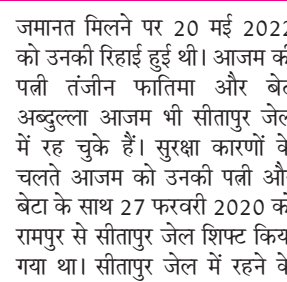 जमानत मिलने पर 20 मई 2022
को उनकी रिहाई हुई थी। आजम की
पत्नी तंजीन फातिमा और बेटे
अब्दुल्ला आजम भी सीतापुर जेल
में रह चुके हैं। सुरक्षा कारणों के
चलते आजम को उनकी पत्नी और
बेटा के साथ 27 फरवरी 2020 को
रामपुर से सीतापुर जेल शिफ्ट किया
गया था। सीतापुर जेल में रहने के